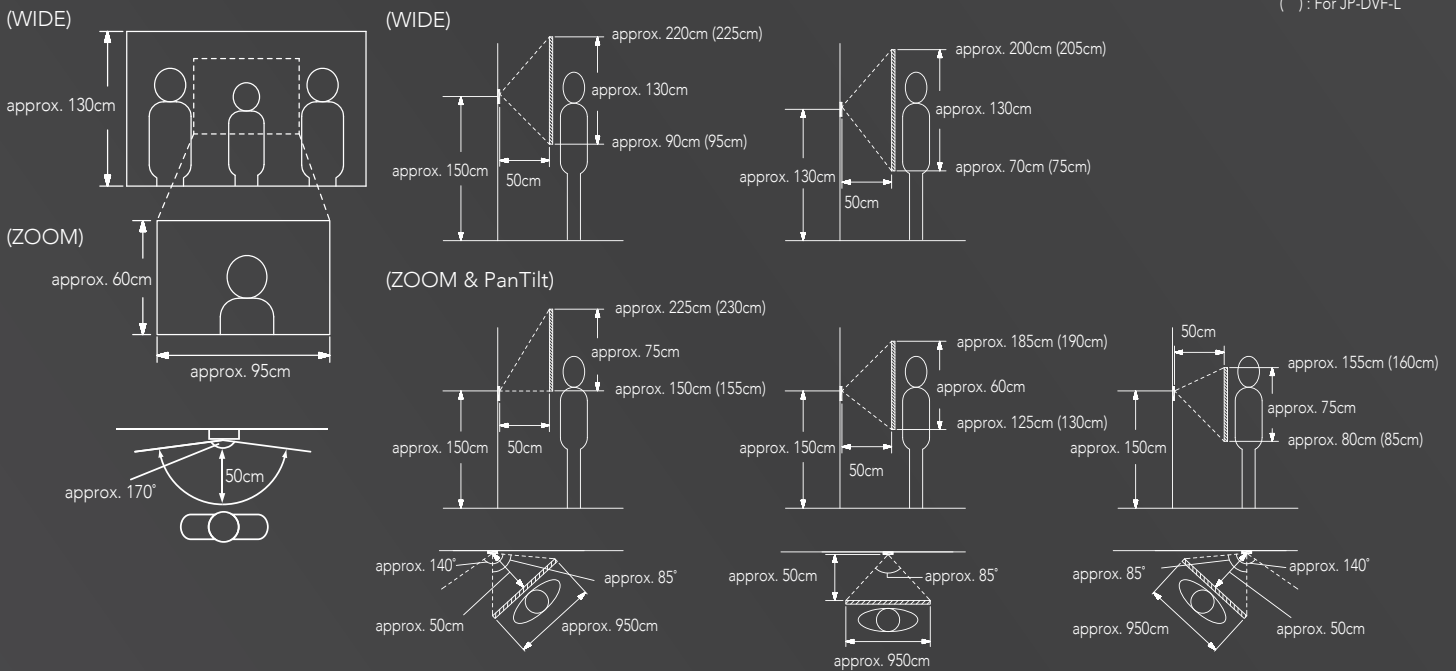 ( ) : For JP-DVF-L
(WIDE)
approx. 130cm
(ZOOM)
approx. 60cm
approx. 95cm
50cm
approx. 170°
(WIDE)
approx. 220cm (225cm)
approx. 130cm
approx. 90cm (95cm)
approx. 150cm
50cm
approx. 200cm (205cm)
approx. 130cm
approx. 70cm (75cm)
approx. 130cm
50cm
(ZOOM & PanTilt)
approx. 225cm (230cm)
approx. 75cm
approx. 150cm (155cm)
approx. 150cm
50cm
approx. 185cm (190cm)
approx. 60cm
approx. 125cm (130cm)
approx. 150cm
50cm
50cm
approx. 155cm (160cm)
approx. 75cm
approx. 80cm (85cm)
approx. 150cm
approx. 140°
approx. 85°
approx. 50cm
approx. 950cm
approx. 50cm
approx. 85°
approx. 950cm
approx. 85°
approx. 140°
approx. 950cm
approx. 50cm